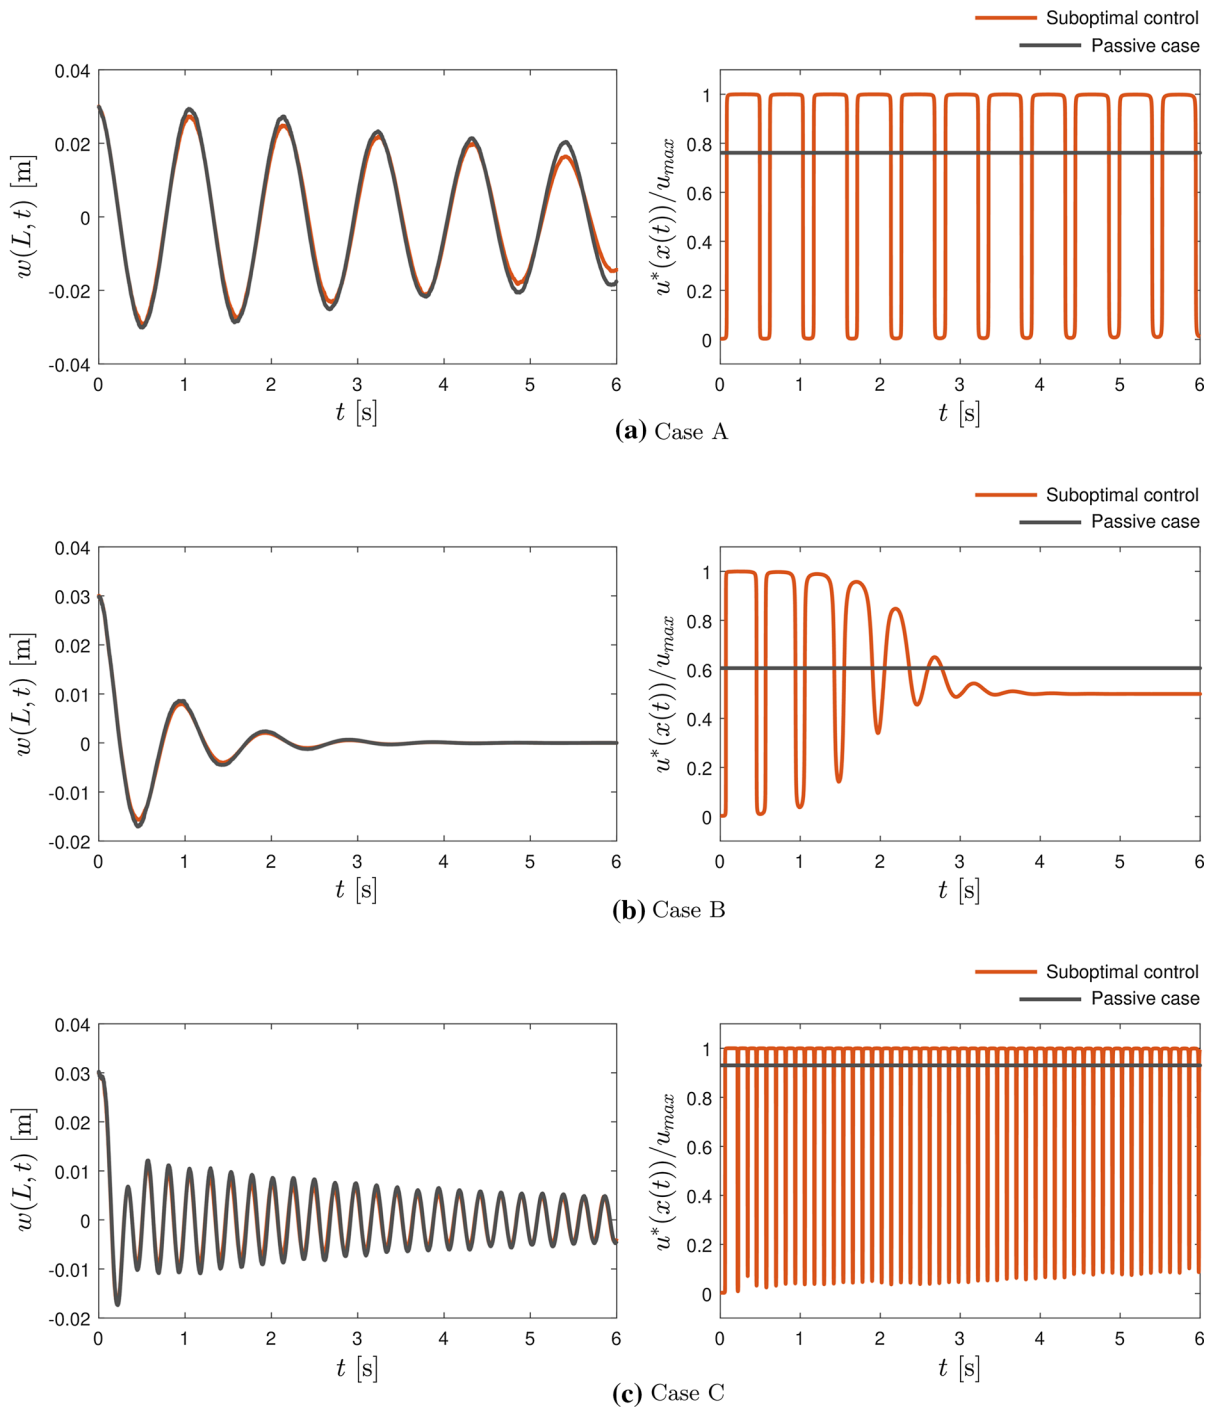 Suboptimal control
Passive case
0.04
0.02
0
-0.02
-0.04
w(L, t) [m]
0 1 2 3 4 5 6
t [s]
1
0.8
0.6
0.4
0.2
0
u*(x(t))/u_max
0 1 2 3 4 5 6
t [s]
(a) Case A
Suboptimal control
Passive case
0.04
0.03
0.02
0.01
0
-0.01
-0.02
w(L, t) [m]
0 1 2 3 4 5 6
t [s]
1
0.8
0.6
0.4
0.2
0
u*(x(t))/u_max
0 1 2 3 4 5 6
t [s]
(b) Case B
Suboptimal control
Passive case
0.04
0.03
0.02
0.01
0
-0.01
-0.02
w(L, t) [m]
0 1 2 3 4 5 6
t [s]
1
0.8
0.6
0.4
0.2
0
u*(x(t))/u_max
0 1 2 3 4 5 6
t [s]
(c) Case C